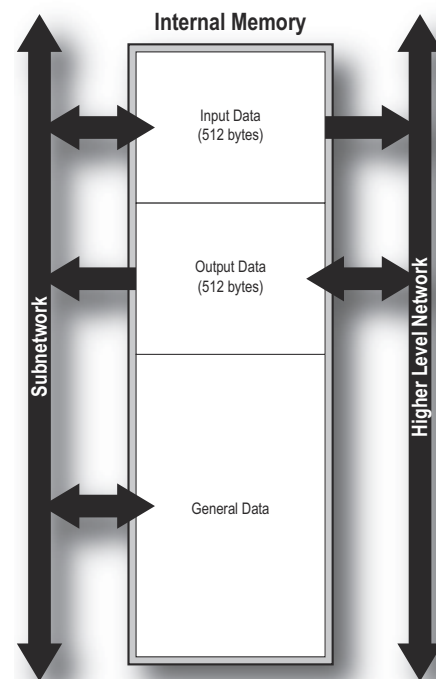 Internal Memory
Input Data
(512 bytes)
Output Data
(512 bytes)
General Data
Subnetwork
Higher Level Network